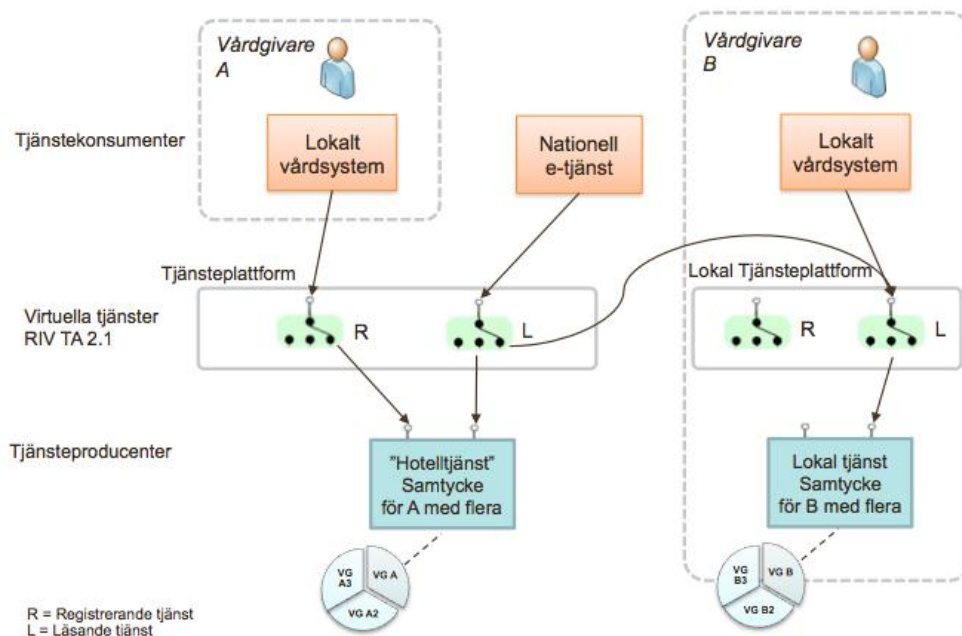 Vårdgivare
A
Vårdgivare
B
Tjänstekonsumenter
Lokalt
vårdsystem
Nationell
e-tjänst
Lokalt
vårdsystem
Tjänsteplattform
Lokal Tjänsteplattform
Virtuella tjänster
RIV TA 2.1
R
L
R
L
Tjänsteproducenter
"Hotelltjänst"
Samtycke
för A med flera
Lokal tjänst
Samtycke
för B med flera
VG
A3
VG A
VG A2
VG
B3
VG B
VG B2
R = Registrerande tjänst
L = Läsande tjänst